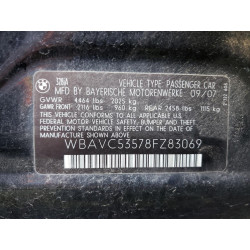 328xi
VEHICLE TYPE: PASSENGER CAR
MFD BY BAYERISCHE MOTORENWERKE 09/07
GVWR 4464 lbs- 2025 kg
FRONT: 2116 lbs- 960 kg REAR: 2458 lbs- 1115 kg
THIS VEHICLE CONFORMS TO ALL APPLICABLE
FEDERAL MOTOR VEHICLE SAFETY, BUMPER AND
THEFT PREVENTION STANDARDS IN EFFECT ON THE DATE
OF MANUFACTURE SHOWN ABOVE.
WBAVC53578FZ83069